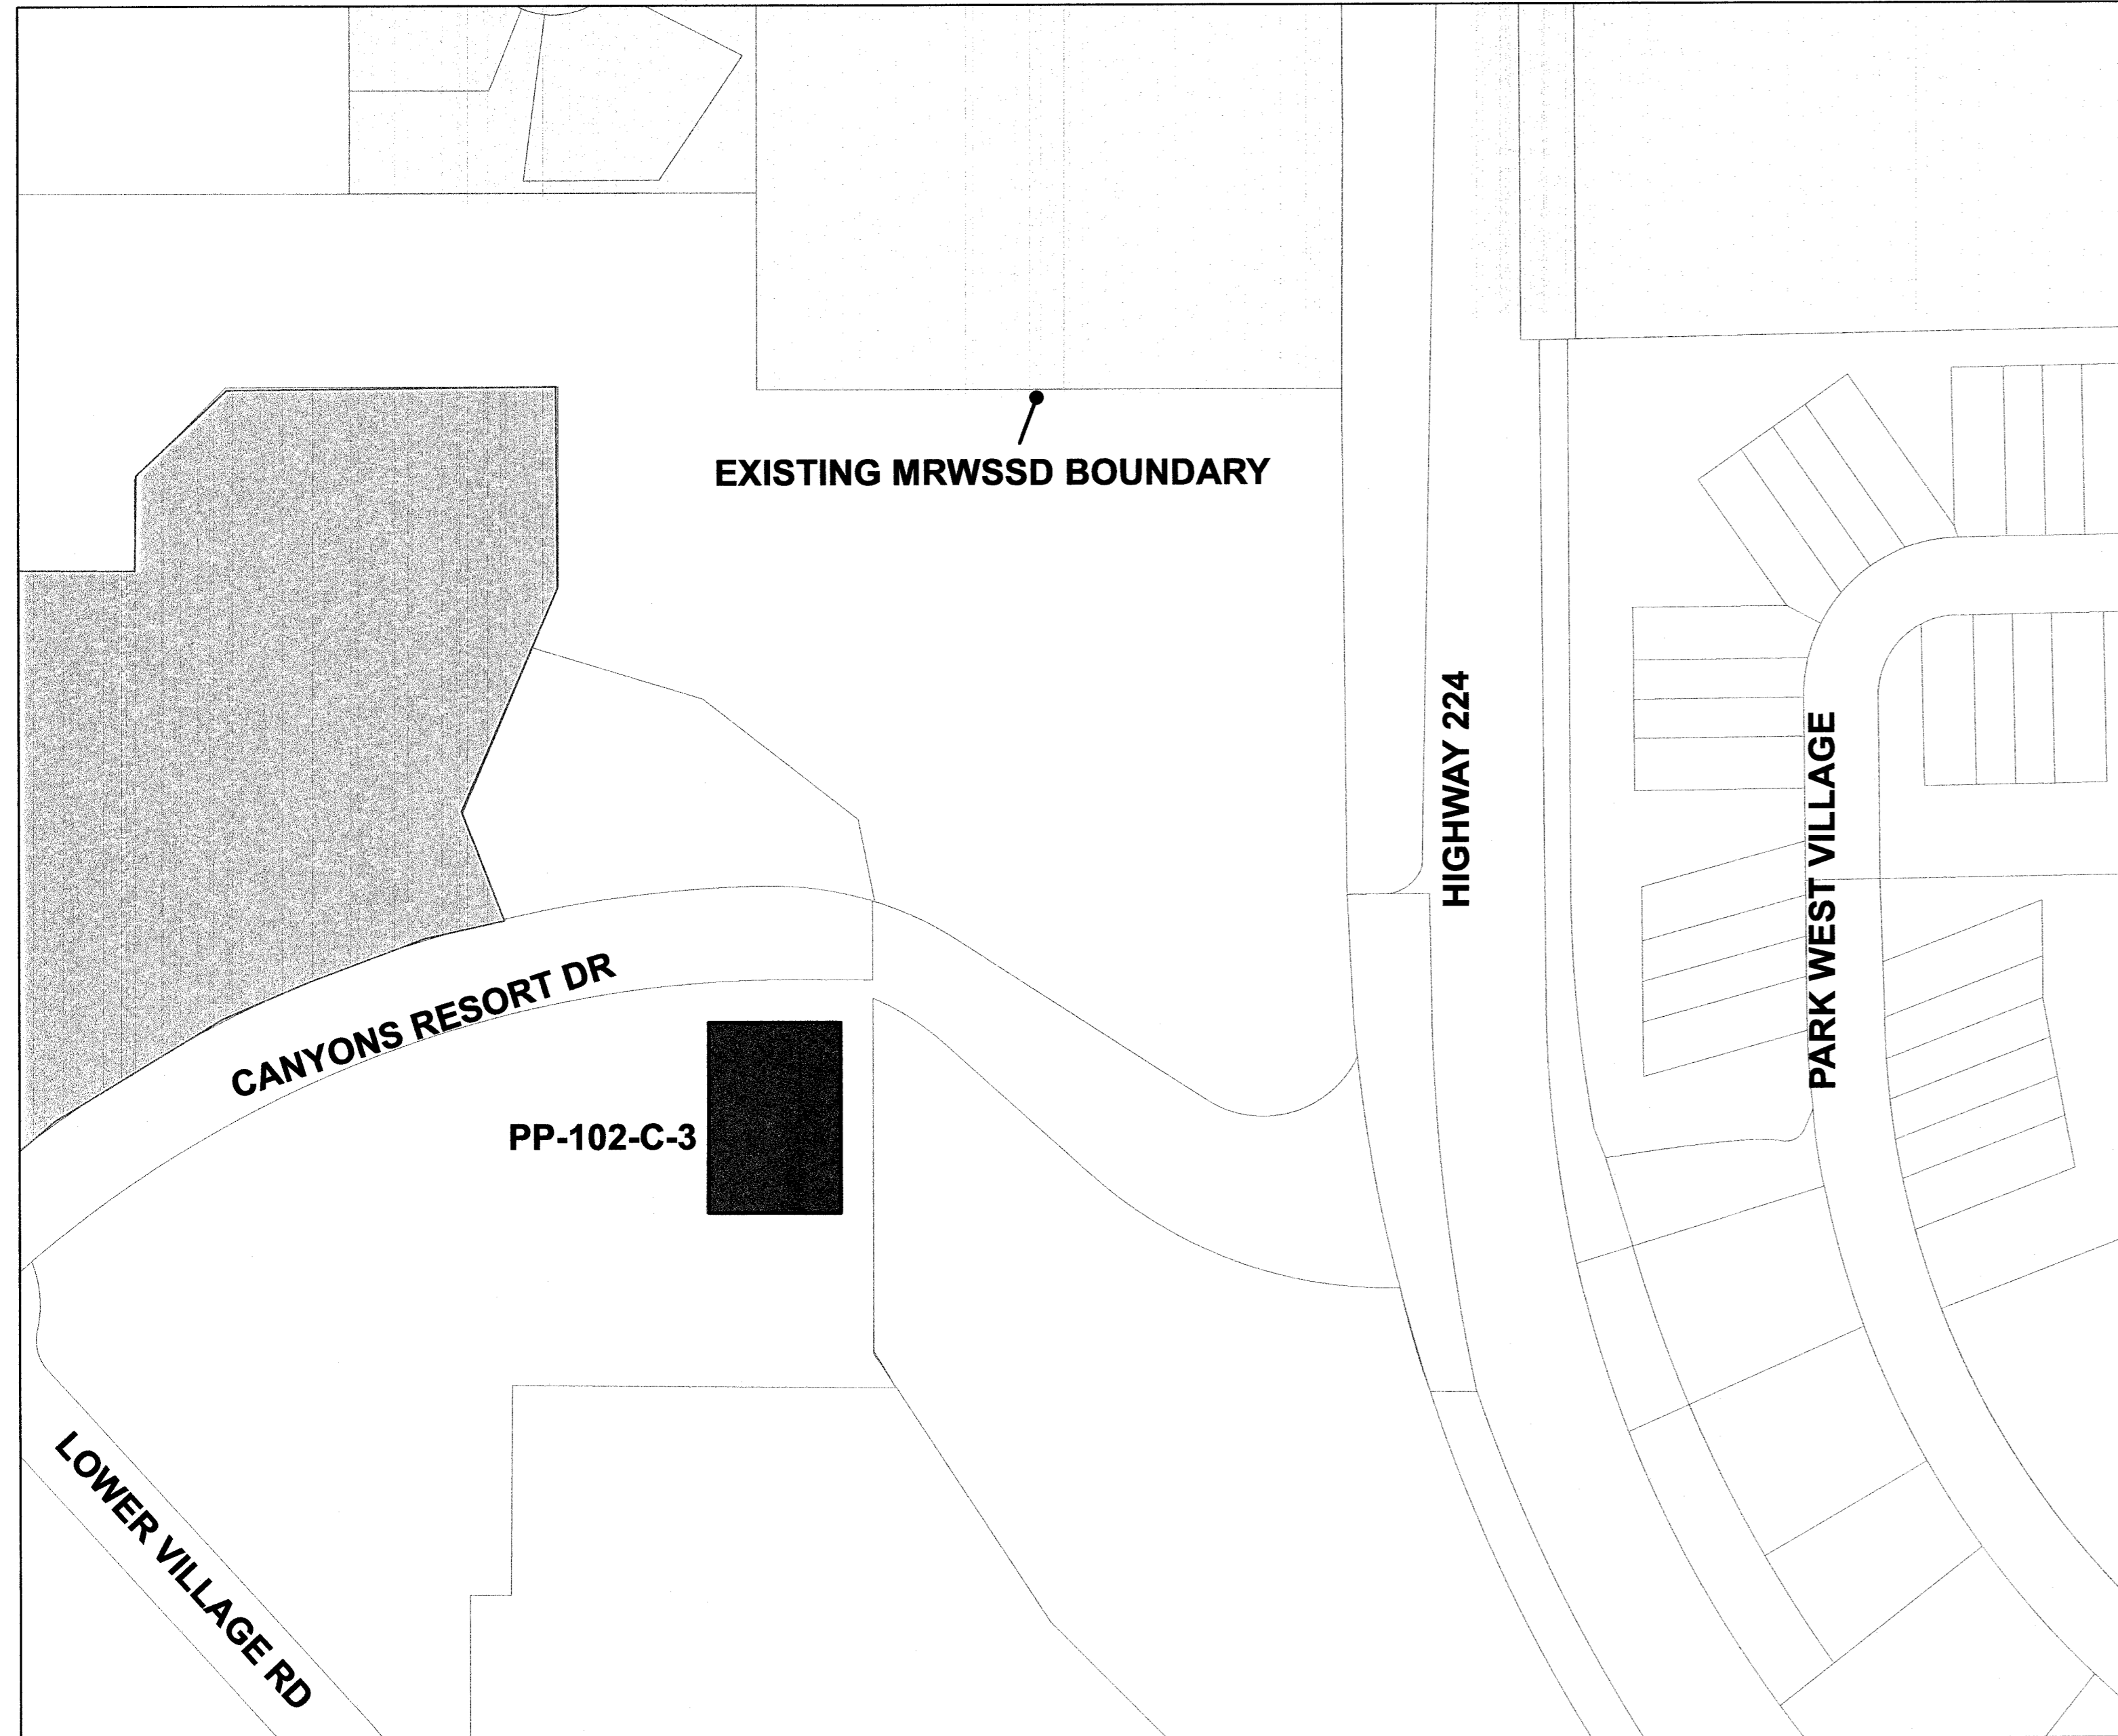 EXISTING MRWSSD BOUNDARY
HIGHWAY 224
PARK WEST VILLAGE
CANYONS RESORT DR
PP-102-C-3
LOWER VILLAGE RD